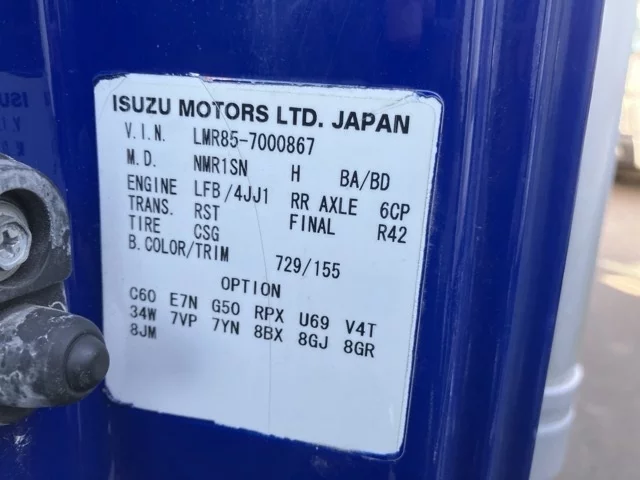 ISUZU MOTORS LTD. JAPAN
V.I.N. LMR85-7000867
M.D. NMR1SN H BA/BD
ENGINE LFB/4JJ1 RR AXLE 6CP
TRANS. RST FINAL R42
TIRE CSG
B.COLOR/TRIM 729/155
OPTION
C60 E7N G50 RPX U69 V4T
34W 7VP 7YN 8BX 8GJ 8GR
8JM